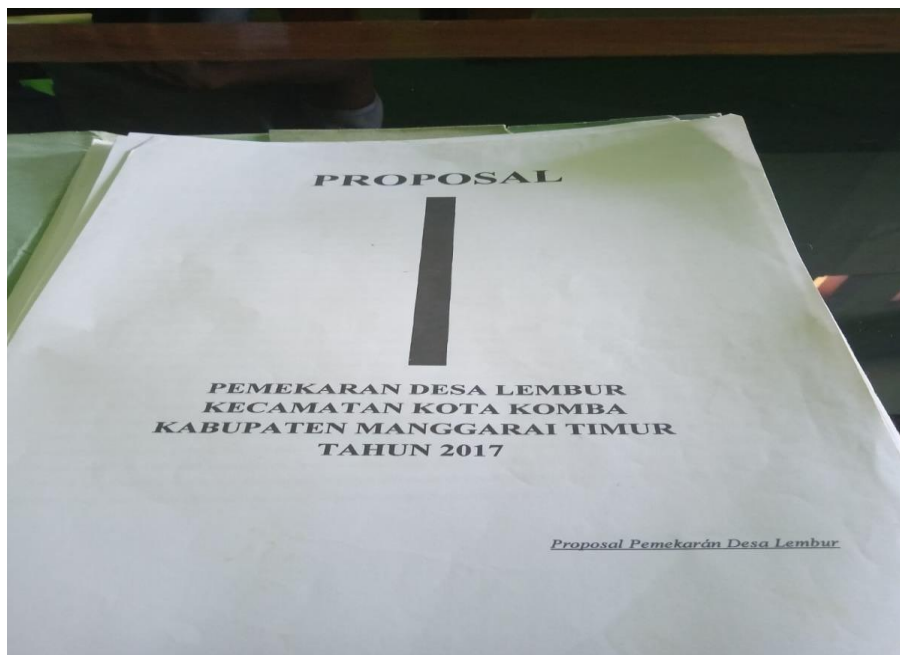 PROPOSAL
PEMEKARAN DESA LEMBUR
KECAMATAN KOTA KOMBA
KABUPATEN MANGGARAI TIMUR
TAHUN 2017
Proposal Pemekarán Desa Lembur